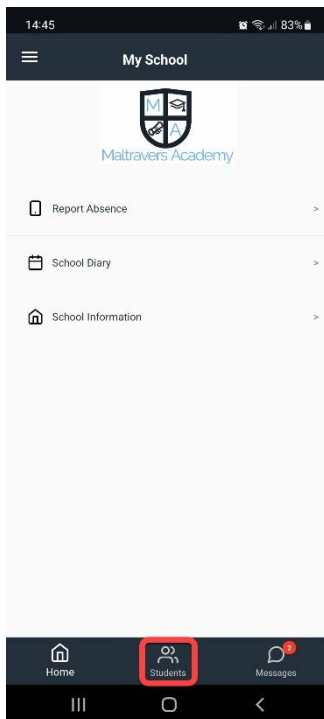 14:45 83%
My School
M
A
Maltravers Academy
Report Absence >
School Diary >
School Information >
2
Home Students Messages